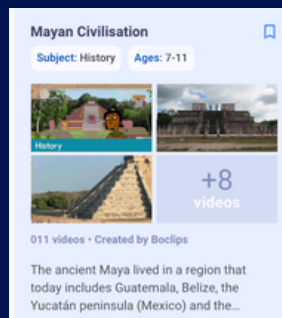 Mayan Civilisation
Subject: History Ages: 7-11
History
+8
videos
011 videos • Created by Boclips
The ancient Maya lived in a region that
today includes Guatemala, Belize, the
Yucatán peninsula (Mexico) and the...